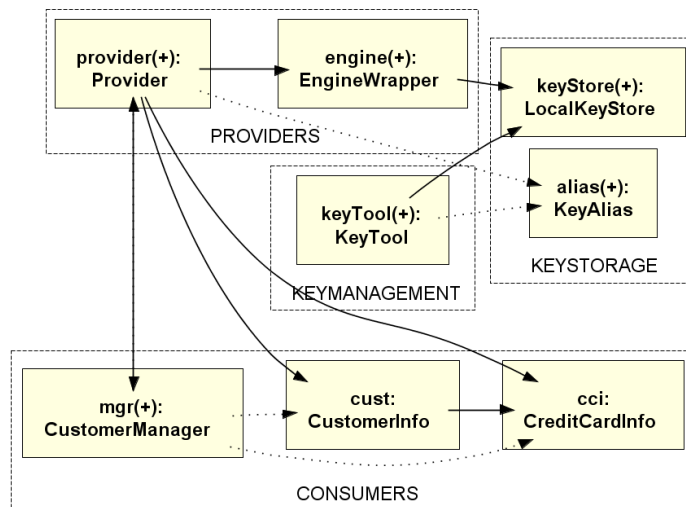 provider(+):
Provider
engine(+):
EngineWrapper
PROVIDERS
keyStore(+):
LocalKeyStore
alias(+):
KeyAlias
KEYSTORAGE
keyTool(+):
KeyTool
KEYMANAGEMENT
mgr(+):
CustomerManager
cust:
CustomerInfo
cci:
CreditCardInfo
CONSUMERS